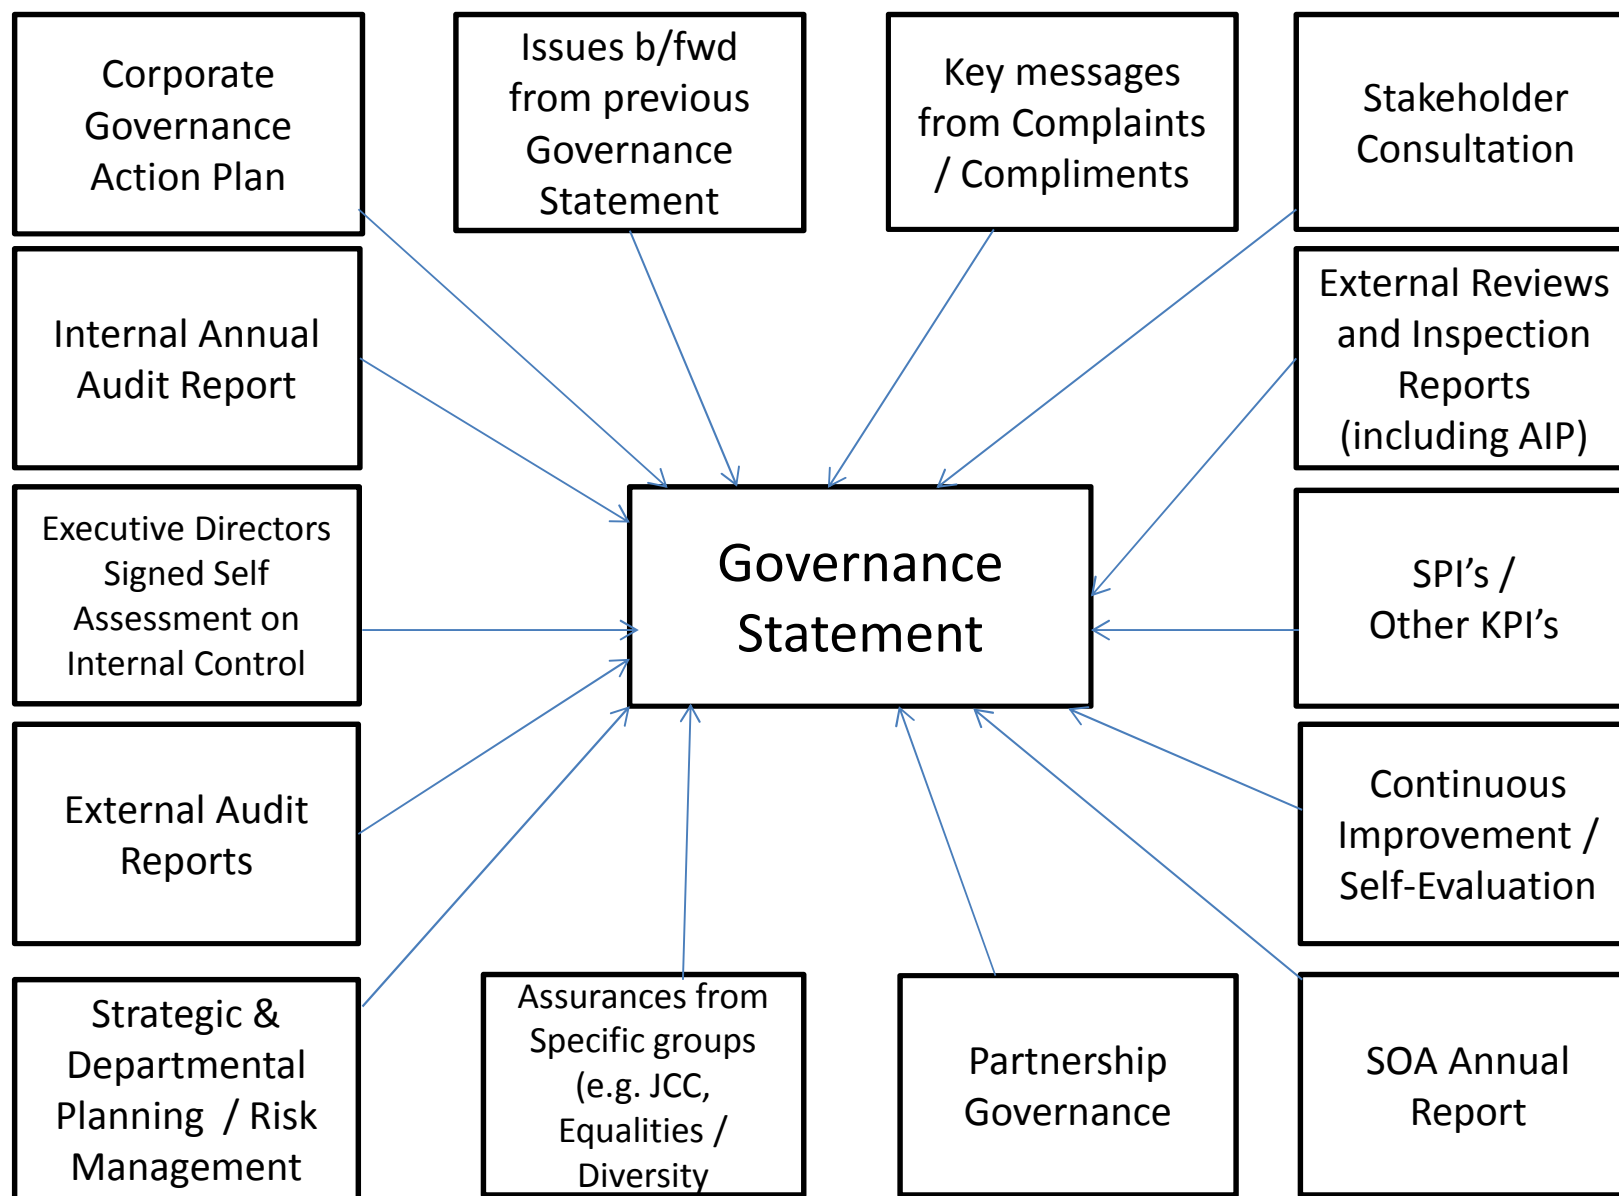 Corporate
Governance
Action Plan
Issues b/fwd
from previous
Governance
Statement
Key messages
from Complaints
/ Compliments
Stakeholder
Consultation
Internal Annual
Audit Report
External Reviews
and Inspection
Reports
(including AIP)
Executive Directors
Signed Self
Assessment on
Internal Control
Governance
Statement
SPI’s /
Other KPI’s
External Audit
Reports
Continuous
Improvement /
Self-Evaluation
Strategic &
Departmental
Planning / Risk
Management
Assurances from
Specific groups
(e.g. JCC,
Equalities /
Diversity
Partnership
Governance
SOA Annual
Report